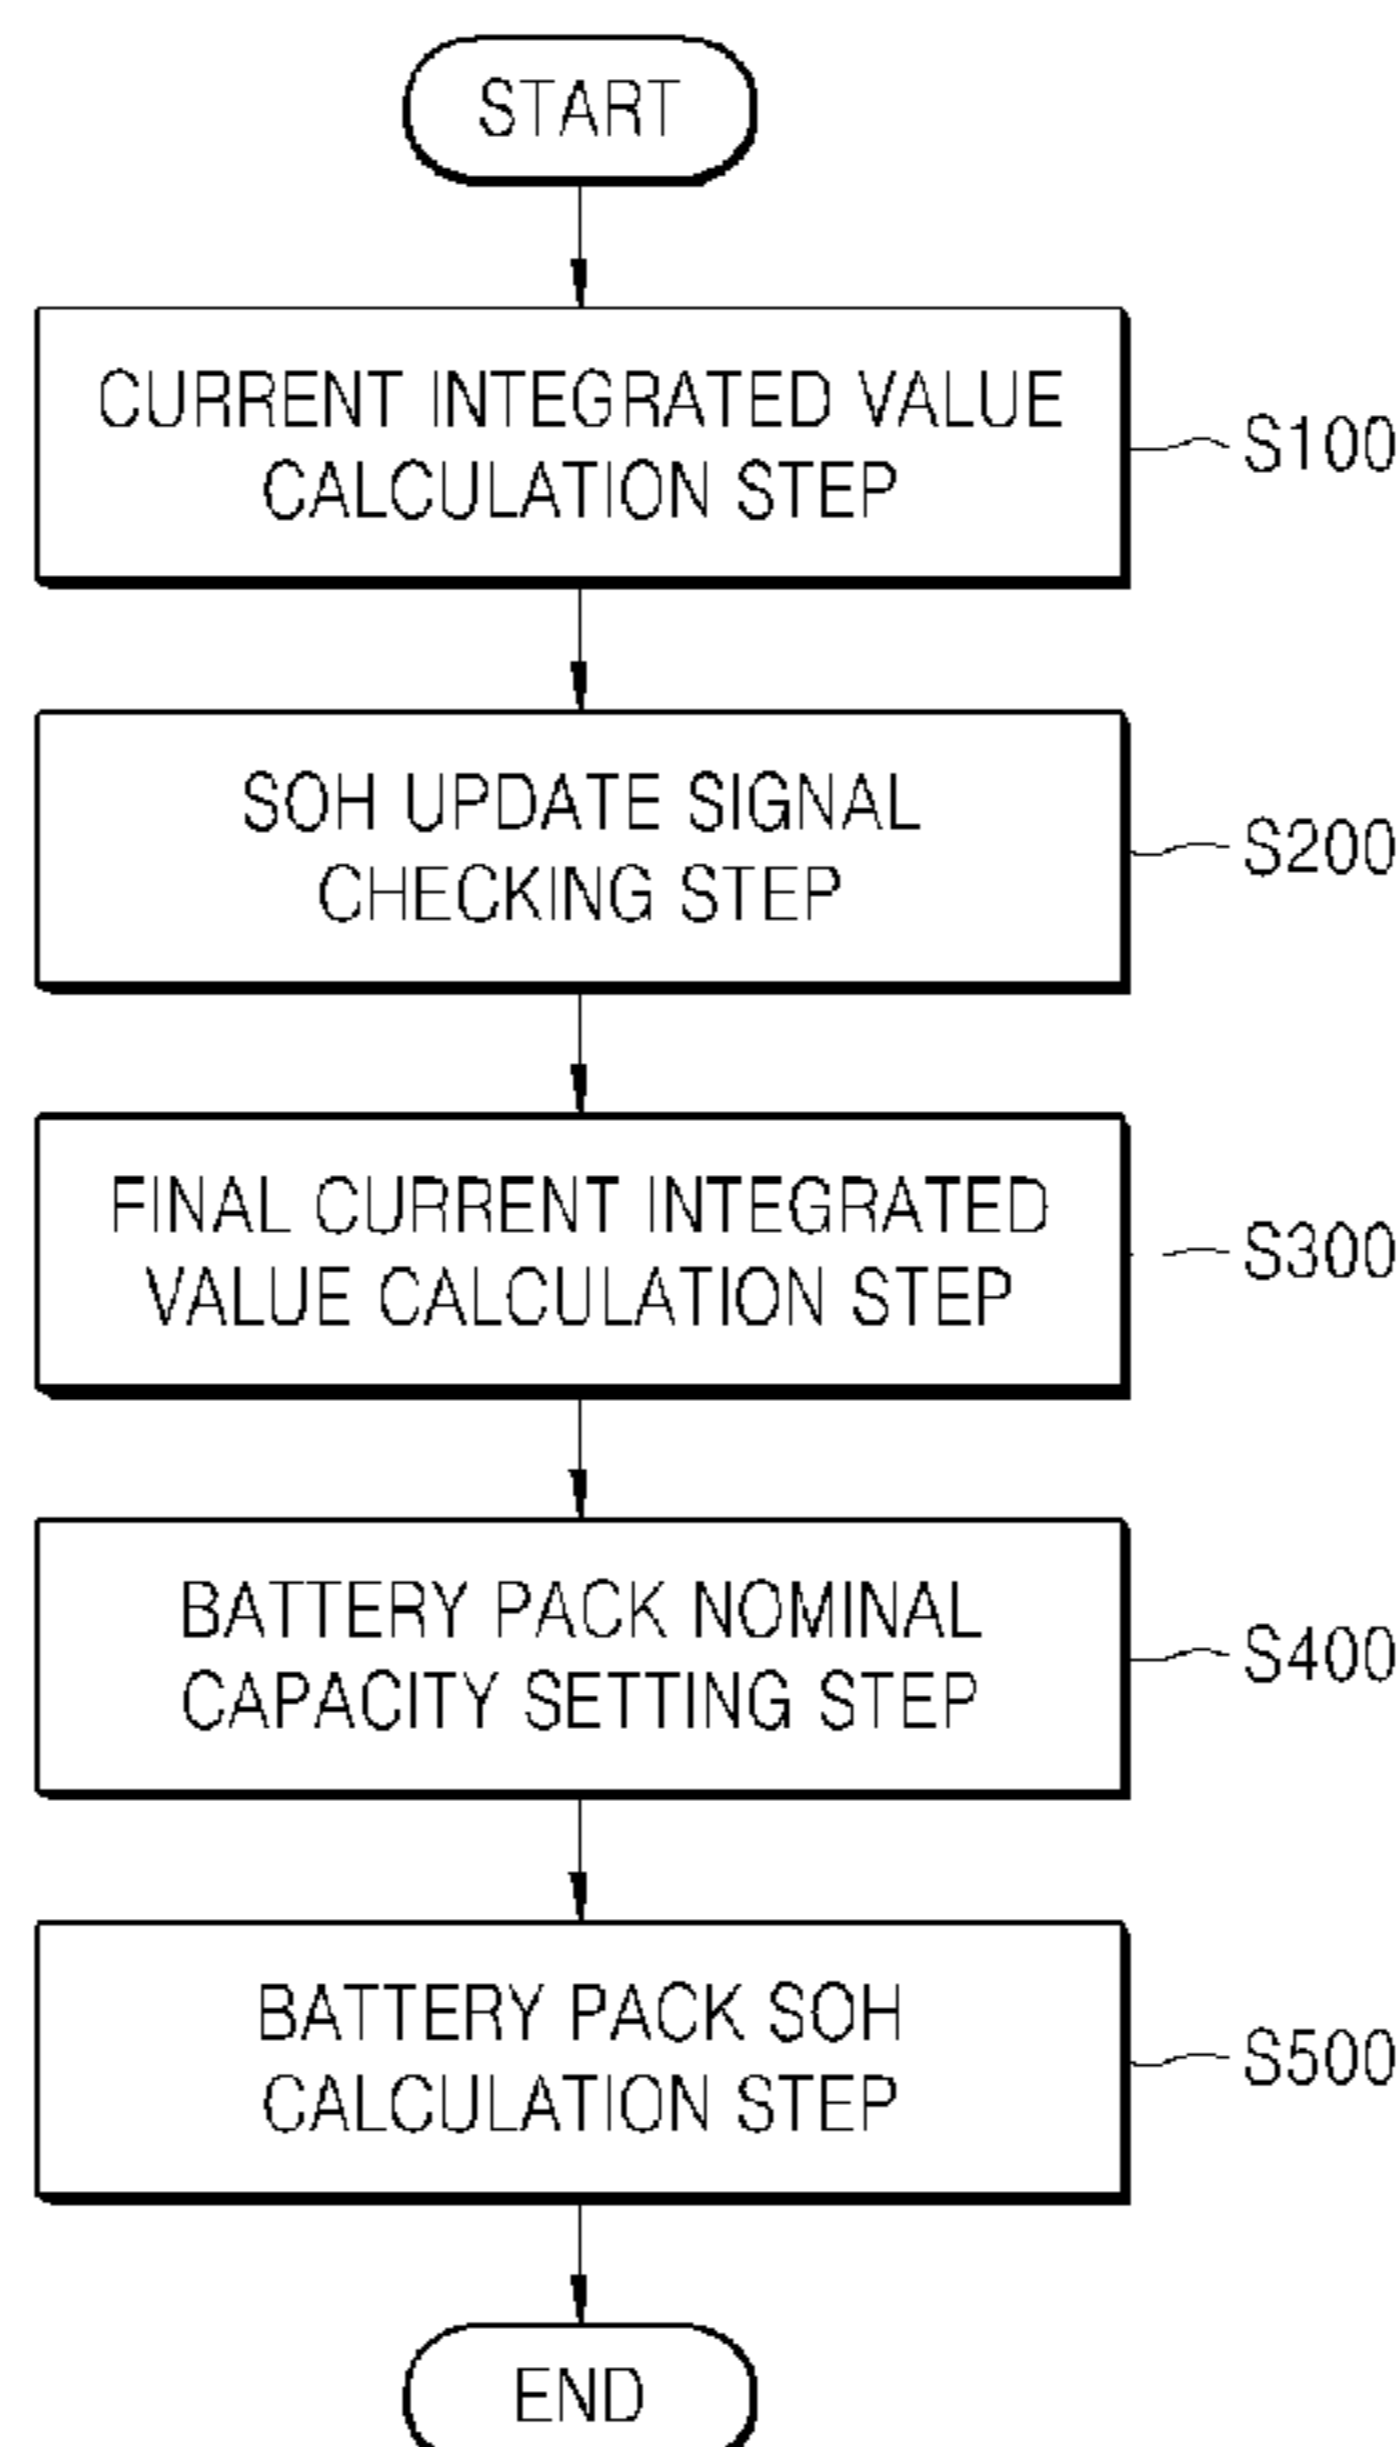 START
CURRENT INTEGRATED VALUE
CALCULATION STEP
S100
SOH UPDATE SIGNAL
CHECKING STEP
S200
FINAL CURRENT INTEGRATED
VALUE CALCULATION STEP
S300
BATTERY PACK NOMINAL
CAPACITY SETTING STEP
S400
BATTERY PACK SOH
CALCULATION STEP
S500
END